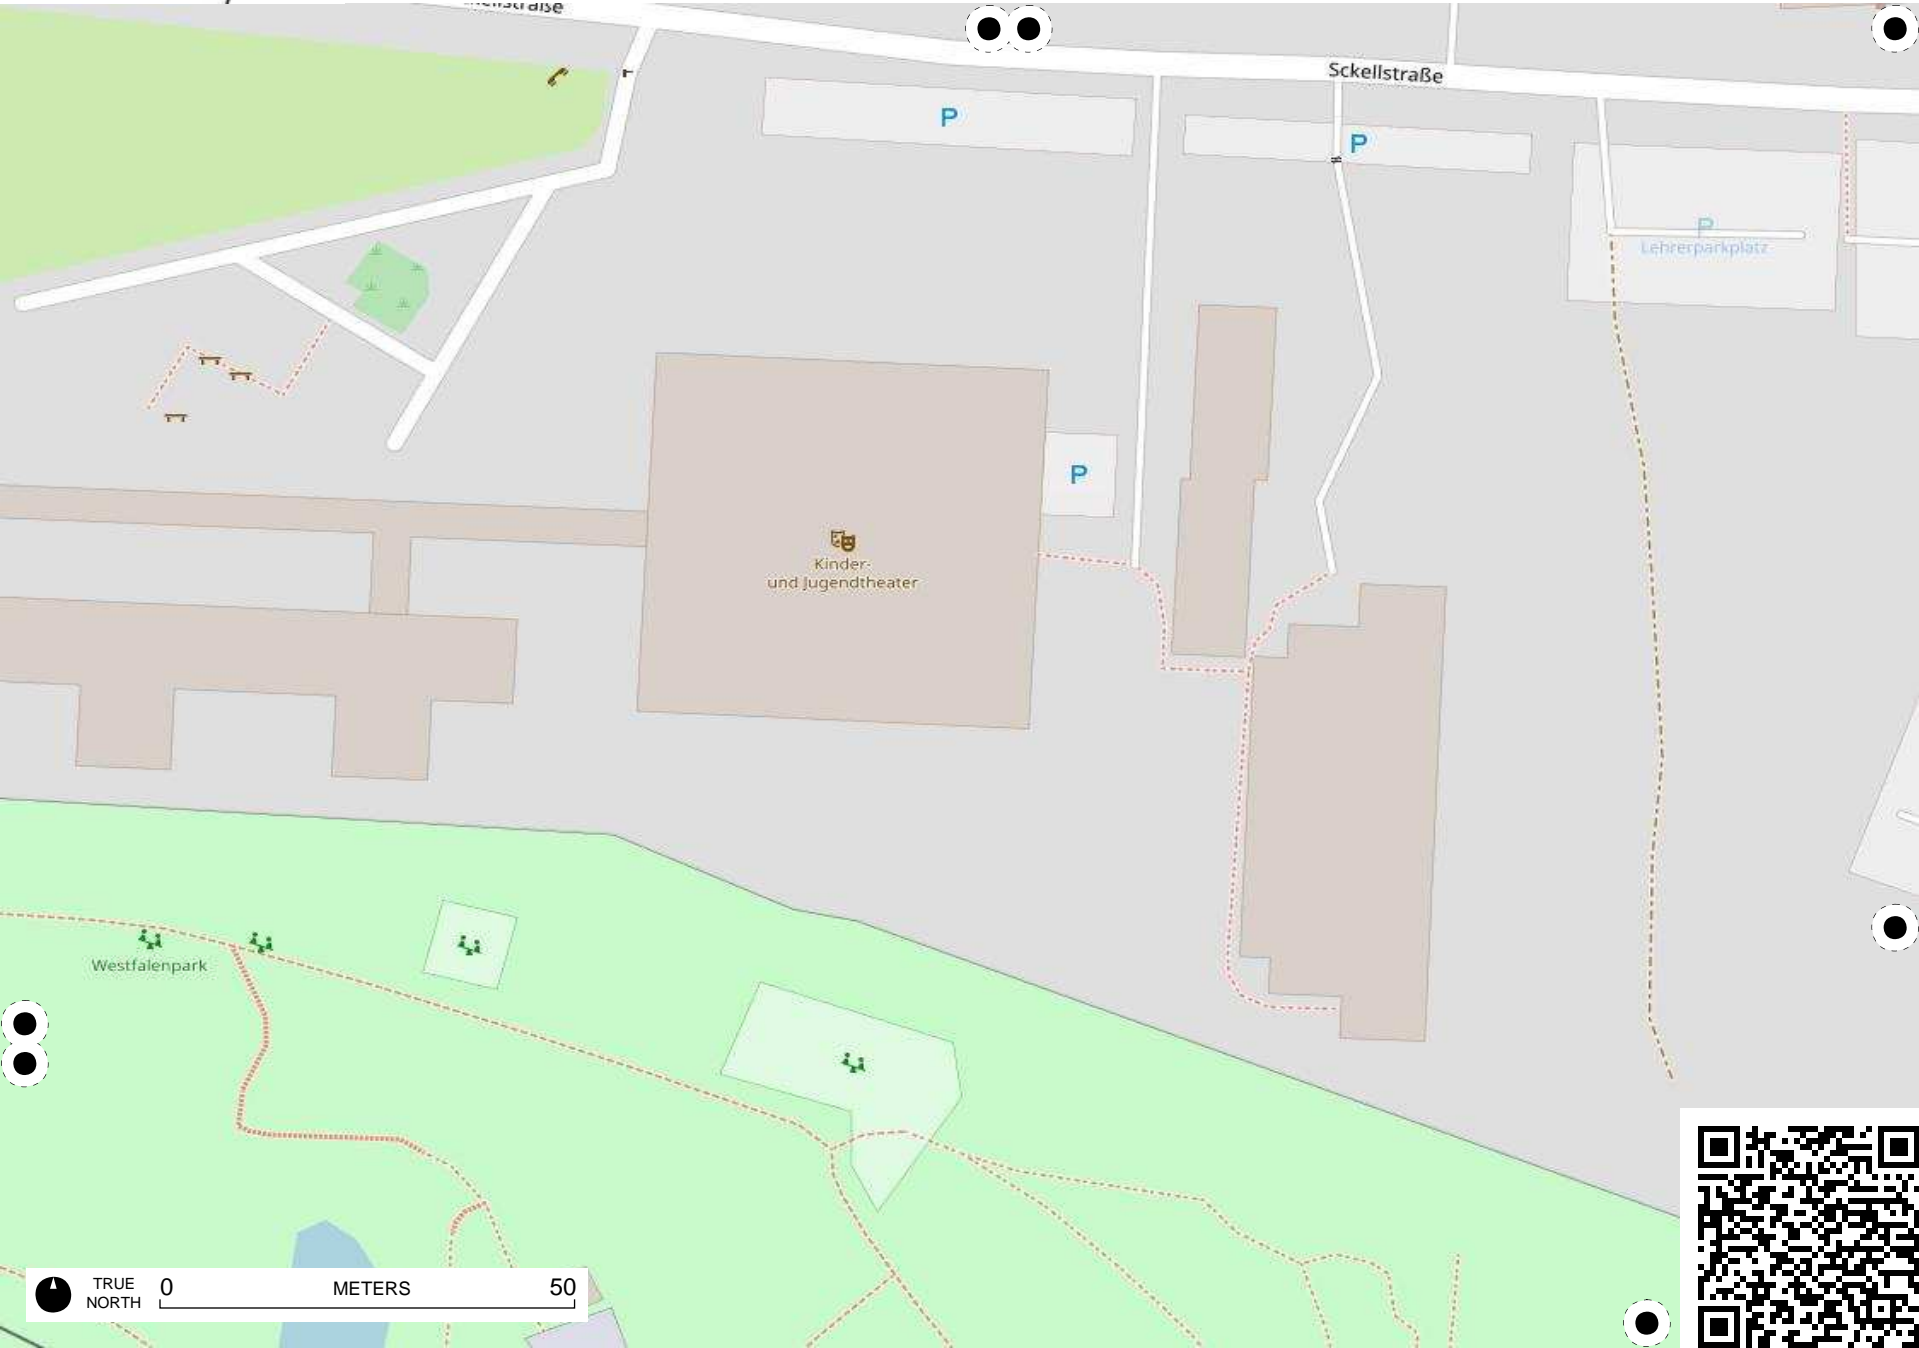 Sckellstraße
P
P
P
Lehrerparkplatz
P
Kinder-
und Jugendtheater
Westfalenpark
TRUE
NORTH
0 METERS 50